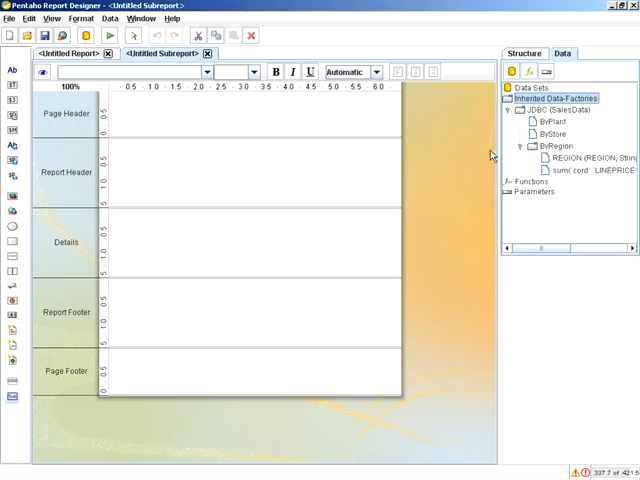 Pentaho Report Designer - <Untitled Subreport>
File Edit View Format Data Window Help
<Untitled Report> <Untitled Subreport>
B I U Automatic
100% 0.5 1.0 1.5 2.0 2.5 3.0 3.5 4.0 4.5 5.0 5.5 6.0
Page Header
Report Header
Details
Report Footer
Page Footer
Structure Data
Data Sets
Inherited Data-Factories
JDBC (SalesData)
ByPlant
ByStore
ByRegion
REGION (REGION, String
sum(`cord` `LINEPRICE`
Functions
Parameters
337.7 of 421.5